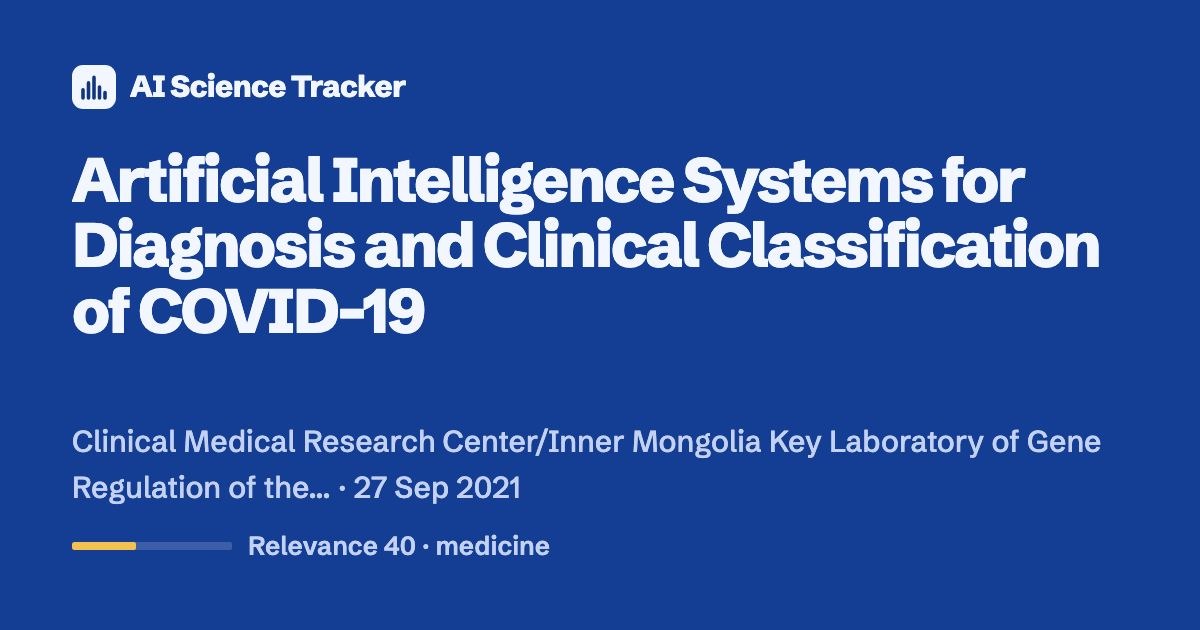 AI Science Tracker
Artificial Intelligence Systems for
Diagnosis and Clinical Classification
of COVID-19
Clinical Medical Research Center/Inner Mongolia Key Laboratory of Gene
Regulation of the... · 27 Sep 2021
Relevance 40 · medicine